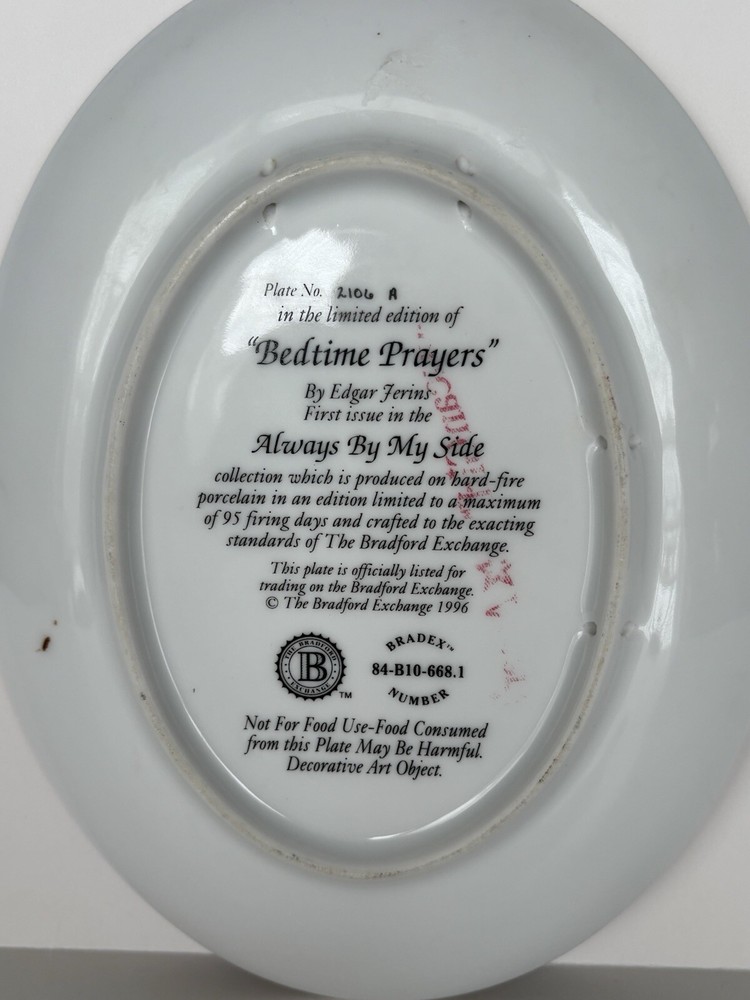 Plate No. 2106 A
in the limited edition of
"Bedtime Prayers"
By Edgar Jerins
First issue in the
Always By My Side
collection which is produced on hard-fire
porcelain in an edition limited to a maximum
of 95 firing days and crafted to the exacting
standards of The Bradford Exchange.
This plate is officially listed for
trading on the Bradford Exchange.
© The Bradford Exchange 1996
THE BRADFORD
B
EXCHANGE
TM
BRADEX™
84-B10-668.1
NUMBER
Not For Food Use-Food Consumed
from this Plate May Be Harmful.
Decorative Art Object.